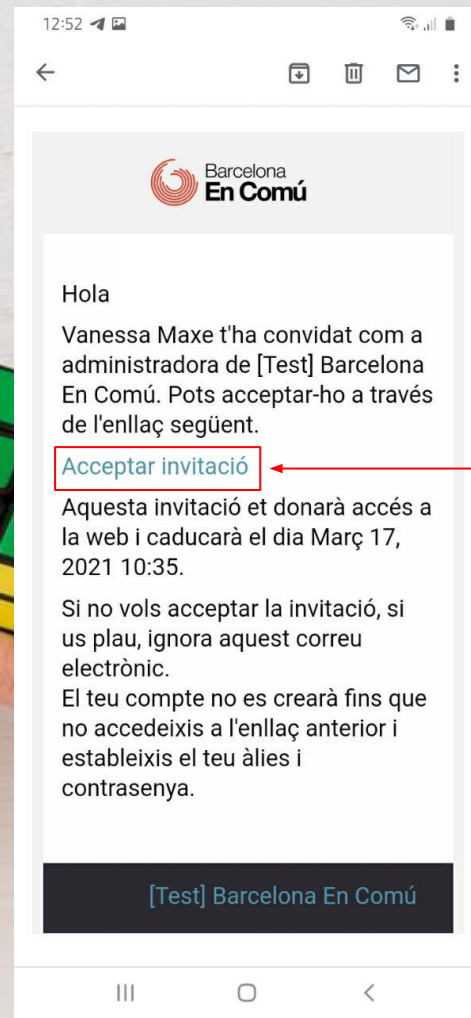 12:52
Barcelona
En Comú
Hola
Vanessa Maxe t'ha convidat com a
administradora de [Test] Barcelona
En Comú. Pots acceptar-ho a través
de l'enllaç següent.
Acceptar invitació
Aquesta invitació et donarà accés a
la web i caducarà el dia Març 17,
2021 10:35.
Si no vols acceptar la invitació, si
us plau, ignora aquest correu
electrònic.
El teu compte no es crearà fins que
no accedeixis a l'enllaç anterior i
estableixis el teu àlies i
contrasenya.
[Test] Barcelona En Comú